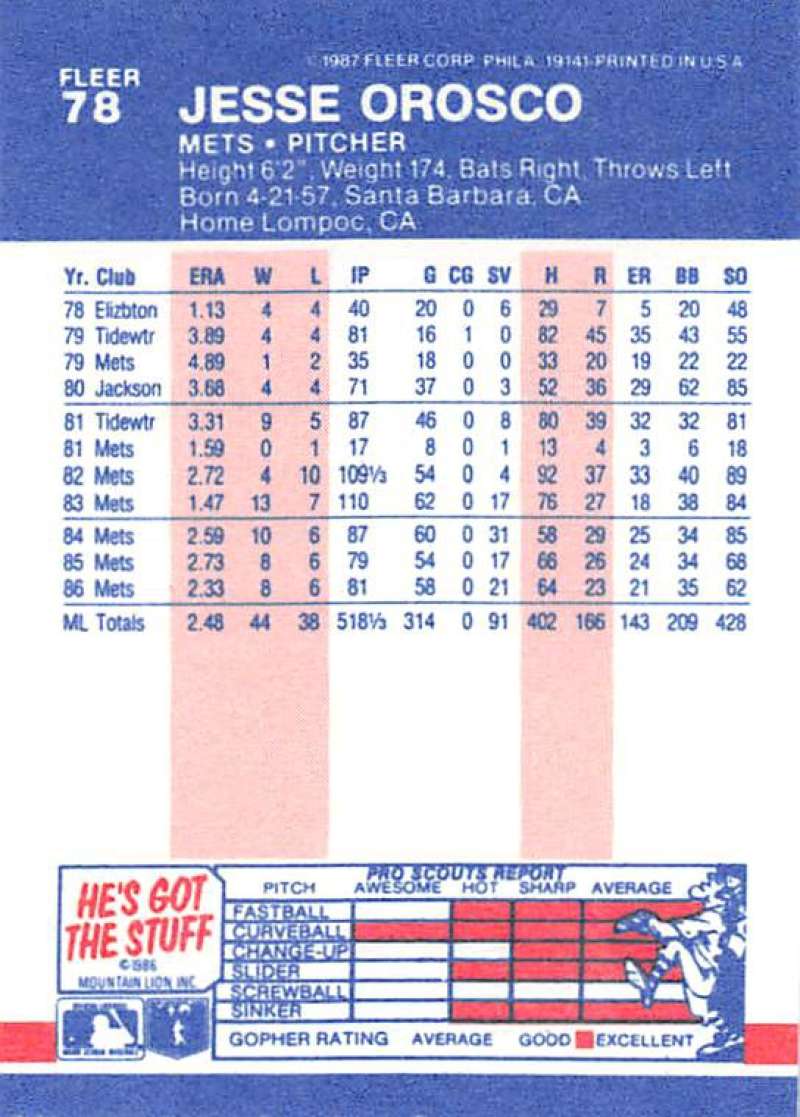 © 1987 FLEER CORP. PHILA. 19141-PRINTED IN U.S.A.
FLEER
78
JESSE OROSCO
METS • PITCHER
Height 6'2", Weight 174, Bats Right, Throws Left
Born 4-21-57, Santa Barbara, CA
Home Lompoc, CA
Yr. Club ERA W L IP G CG SV H R ER BB SO
78 Elizbton 1.13 4 4 40 20 0 6 29 7 5 20 48
79 Tidewtr 3.89 4 4 81 16 1 0 82 45 35 43 55
79 Mets 4.89 1 2 35 18 0 0 33 20 19 22 22
80 Jackson 3.68 4 4 71 37 0 3 52 36 29 62 85
81 Tidewtr 3.31 9 5 87 46 0 8 80 39 32 32 81
81 Mets 1.59 0 1 17 8 0 1 13 4 3 6 18
82 Mets 2.72 4 10 109⅓ 54 0 4 92 37 33 40 89
83 Mets 1.47 13 7 110 62 0 17 76 27 18 38 84
84 Mets 2.59 10 6 87 60 0 31 58 29 25 34 85
85 Mets 2.73 8 6 79 54 0 17 66 26 24 34 68
86 Mets 2.33 8 6 81 58 0 21 64 23 21 35 62
ML Totals 2.48 44 38 518⅓ 314 0 91 402 166 143 209 428
HE'S GOT
THE STUFF
©1986
MOUNTAIN LION, INC.
PRO SCOUTS REPORT
PITCH AWESOME HOT SHARP AVERAGE
FASTBALL
CURVEBALL
CHANGE-UP
SLIDER
SCREWBALL
SINKER
GOPHER RATING AVERAGE GOOD EXCELLENT